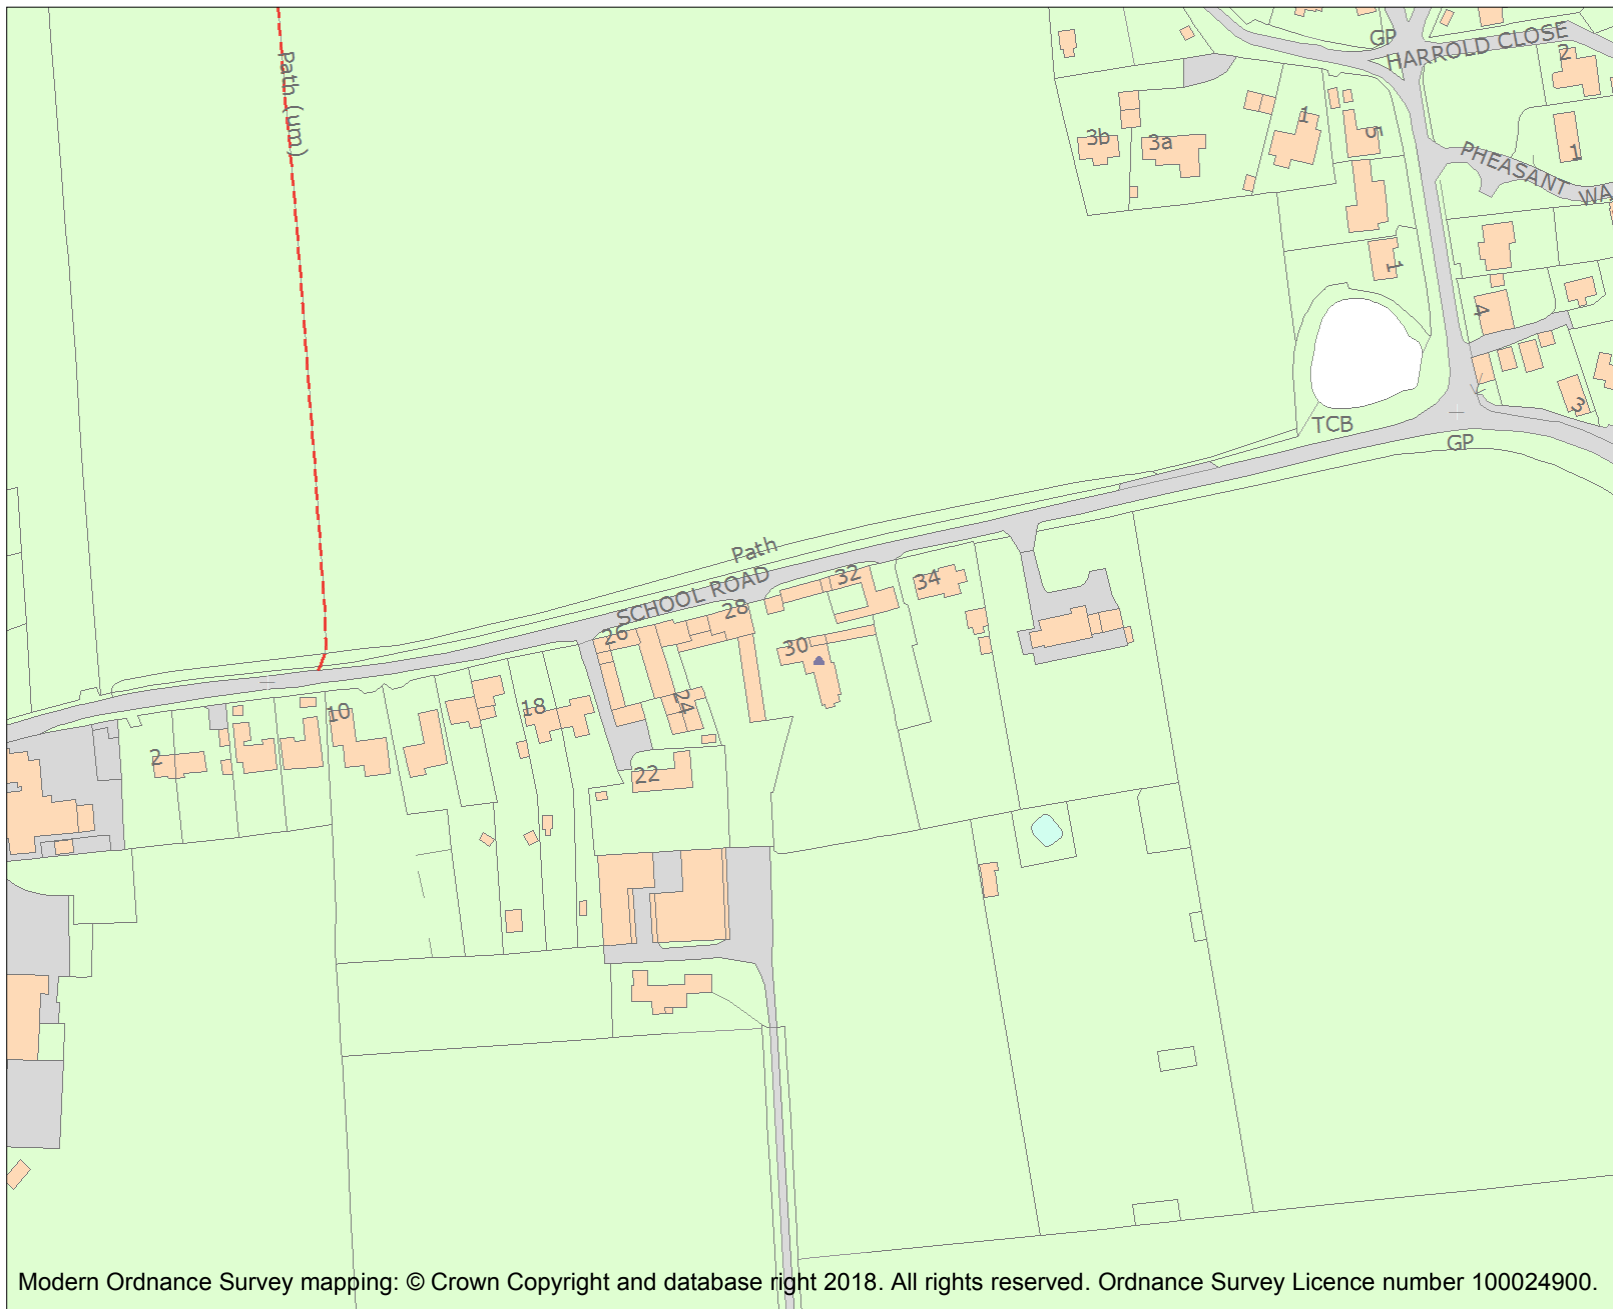 Path (um)
GP
HARROLD CLOSE
2
3b
3a
1
5
PHEASANT WA
1
1
4
3
TCB
GP
Path
SCHOOL ROAD
32
34
28
26
30
24
18
10
2
22
Modern Ordnance Survey mapping: © Crown Copyright and database right 2018. All rights reserved. Ordnance Survey Licence number 100024900.